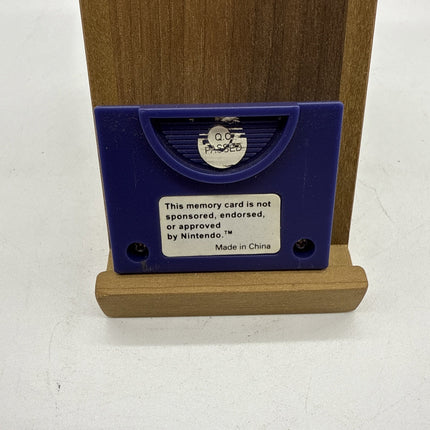 Q.C
PASSED
This memory card is not
sponsored, endorsed,
or approved
by Nintendo.™
Made in China